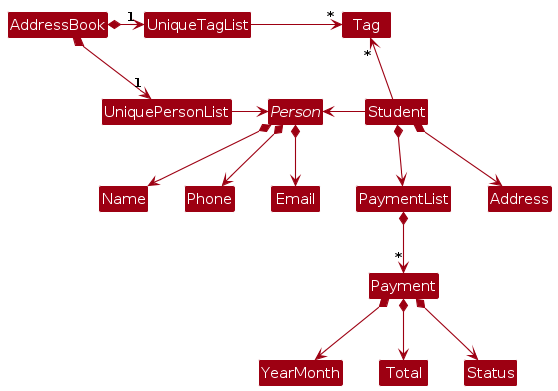 AddressBook
1
UniqueTagList
*
Tag
*
1
UniquePersonList
Person
Student
Name
Phone
Email
PaymentList
Address
*
Payment
YearMonth
Total
Status